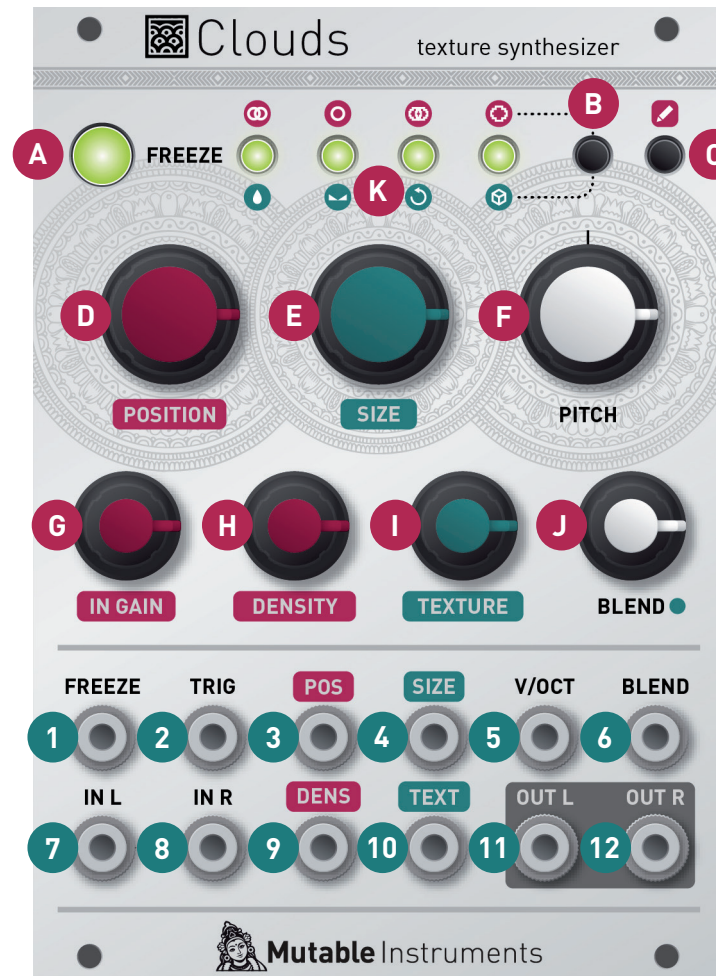 Clouds texture synthesizer
B
A FREEZE C
K
D E F
POSITION SIZE PITCH
G H I J
IN GAIN DENSITY TEXTURE BLEND
FREEZE TRIG POS SIZE V/OCT BLEND
1 2 3 4 5 6
IN L IN R DENS TEXT OUT L OUT R
7 8 9 10 11 12
Mutable Instruments